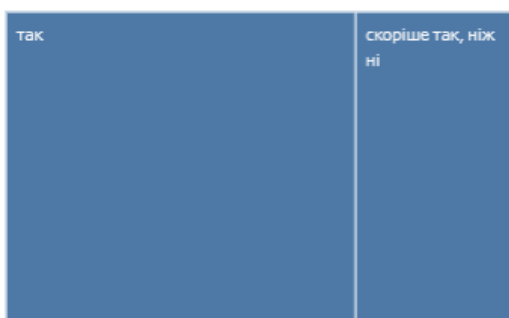 так
скоріше так, ніж
ні